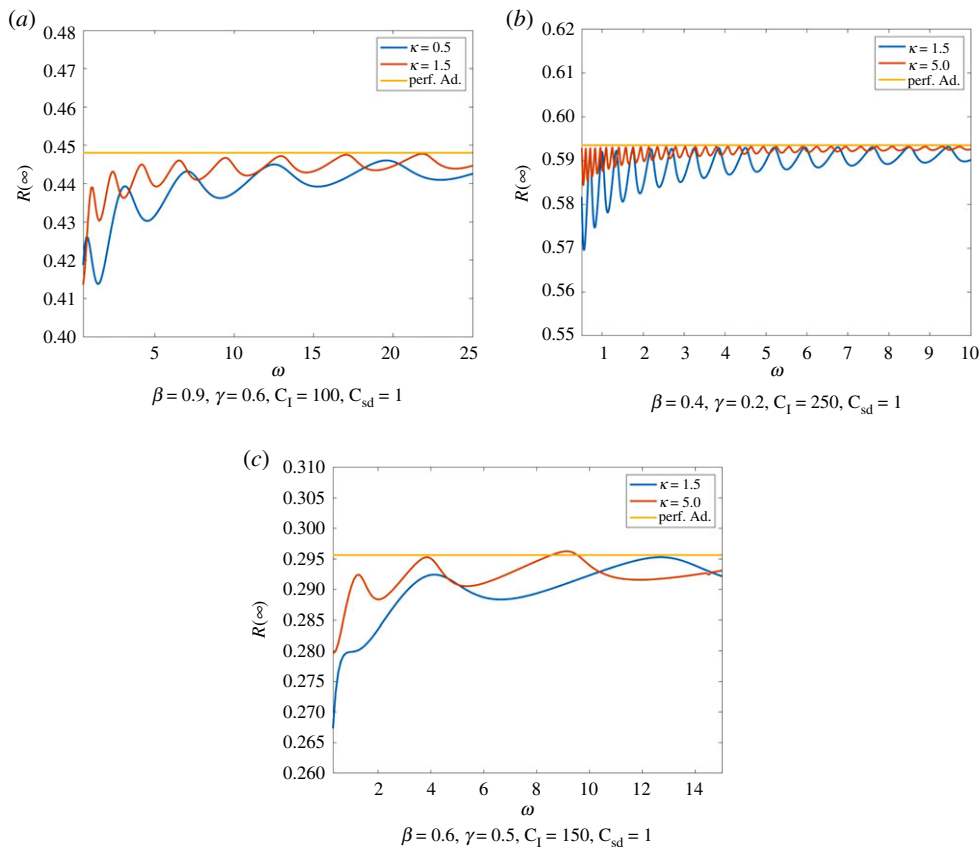 (a)
0.48
0.47
0.46
0.45
0.44
0.43
0.42
0.41
0.40
R(∞)
κ = 0.5
κ = 1.5
perf. Ad.
5 10 15 20 25
ω
β = 0.9, γ = 0.6, C_I = 100, C_sd = 1
(b)
0.62
0.61
0.60
0.59
0.58
0.57
0.56
0.55
R(∞)
κ = 1.5
κ = 5.0
perf. Ad.
1 2 3 4 5 6 7 8 9 10
ω
β = 0.4, γ = 0.2, C_I = 250, C_sd = 1
(c)
0.310
0.305
0.300
0.295
0.290
0.285
0.280
0.275
0.270
0.265
0.260
R(∞)
κ = 1.5
κ = 5.0
perf. Ad.
2 4 6 8 10 12 14
ω
β = 0.6, γ = 0.5, C_I = 150, C_sd = 1